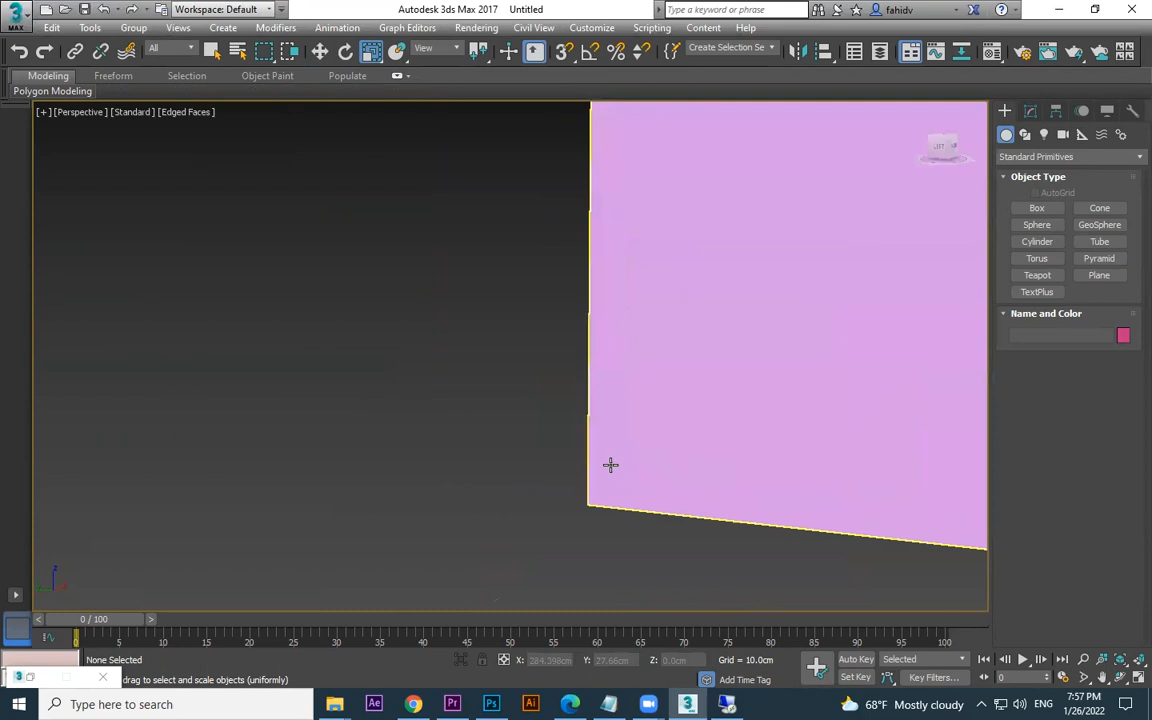 Workspace: Default
Autodesk 3ds Max 2017 Untitled
Type a keyword or phrase
fahidv
MAX
Edit Tools Group Views Create Modifiers Animation Graph Editors Rendering Civil View Customize Scripting Content Help
All
View
Create Selection Se
Modeling Freeform Selection Object Paint Populate
Polygon Modeling
[+] [Perspective] [Standard] [Edged Faces]
Standard Primitives
Object Type
AutoGrid
Box Cone
Sphere GeoSphere
Cylinder Tube
Torus Pyramid
Teapot Plane
TextPlus
Name and Color
z
0 / 100
0 5 10 15 20 25 30 35 40 45 50 55 60 65 70 75 80 85 90 95 100
None Selected
X: 284.398cm Y: 27.66cm Z: 0.0cm
Grid = 10.0cm
Auto Key Selected
drag to select and scale objects (uniformly)
Add Time Tag
Set Key Key Filters...
0
Type here to search
68°F Mostly cloudy
ENG
7:57 PM
1/26/2022